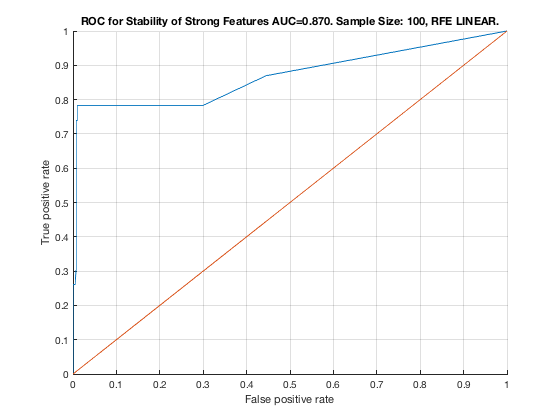 ROC for Stability of Strong Features AUC=0.870. Sample Size: 100, RFE LINEAR.
1
0.9
0.8
0.7
0.6
0.5
0.4
0.3
0.2
0.1
0
True positive rate
0 0.1 0.2 0.3 0.4 0.5 0.6 0.7 0.8 0.9 1
False positive rate